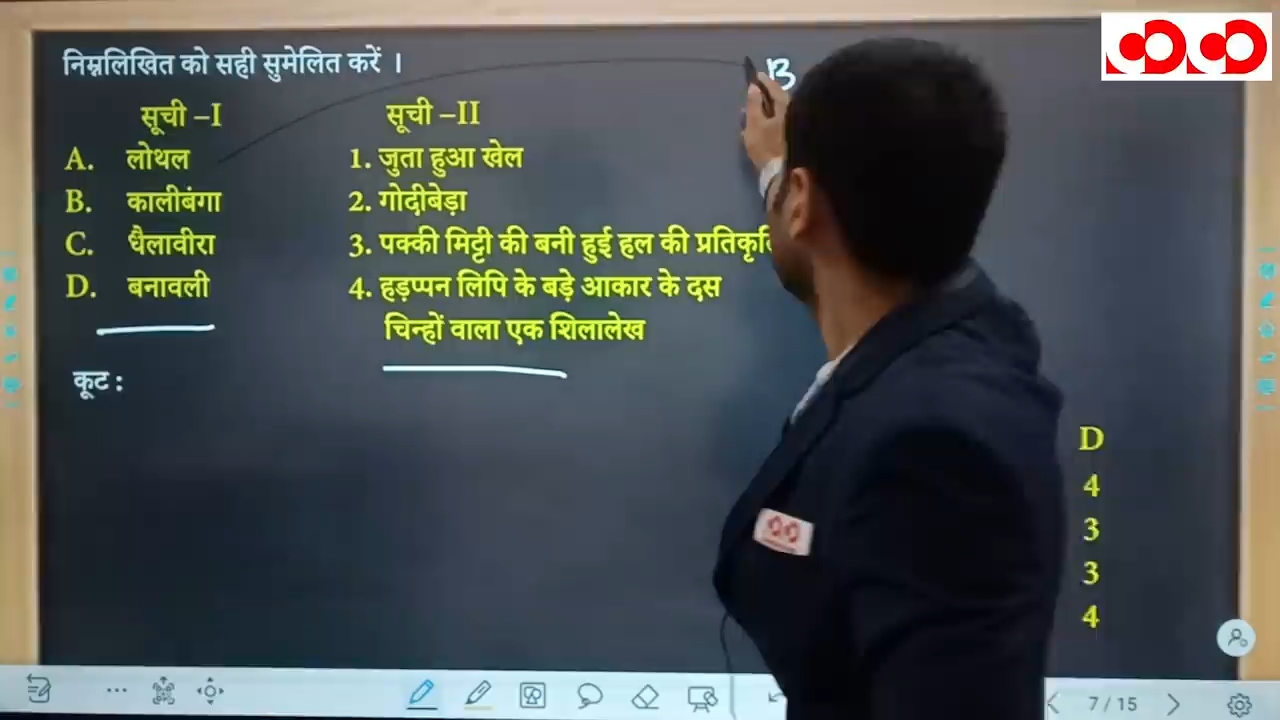 निम्नलिखित को सही सुमेलित करें ।
B
सूची –I सूची –II
A. लोथल 1. जुता हुआ खेल
B. कालीबंगा 2. गोदीबेड़ा
C. धैलावीरा 3. पक्की मिट्टी की बनी हुई हल की
D. बनावली 4. हड़प्पन लिपि के बड़े आकार के दस
चिन्हों वाला एक शिलालेख
कूट :
D
4
3
3
4
7 / 15